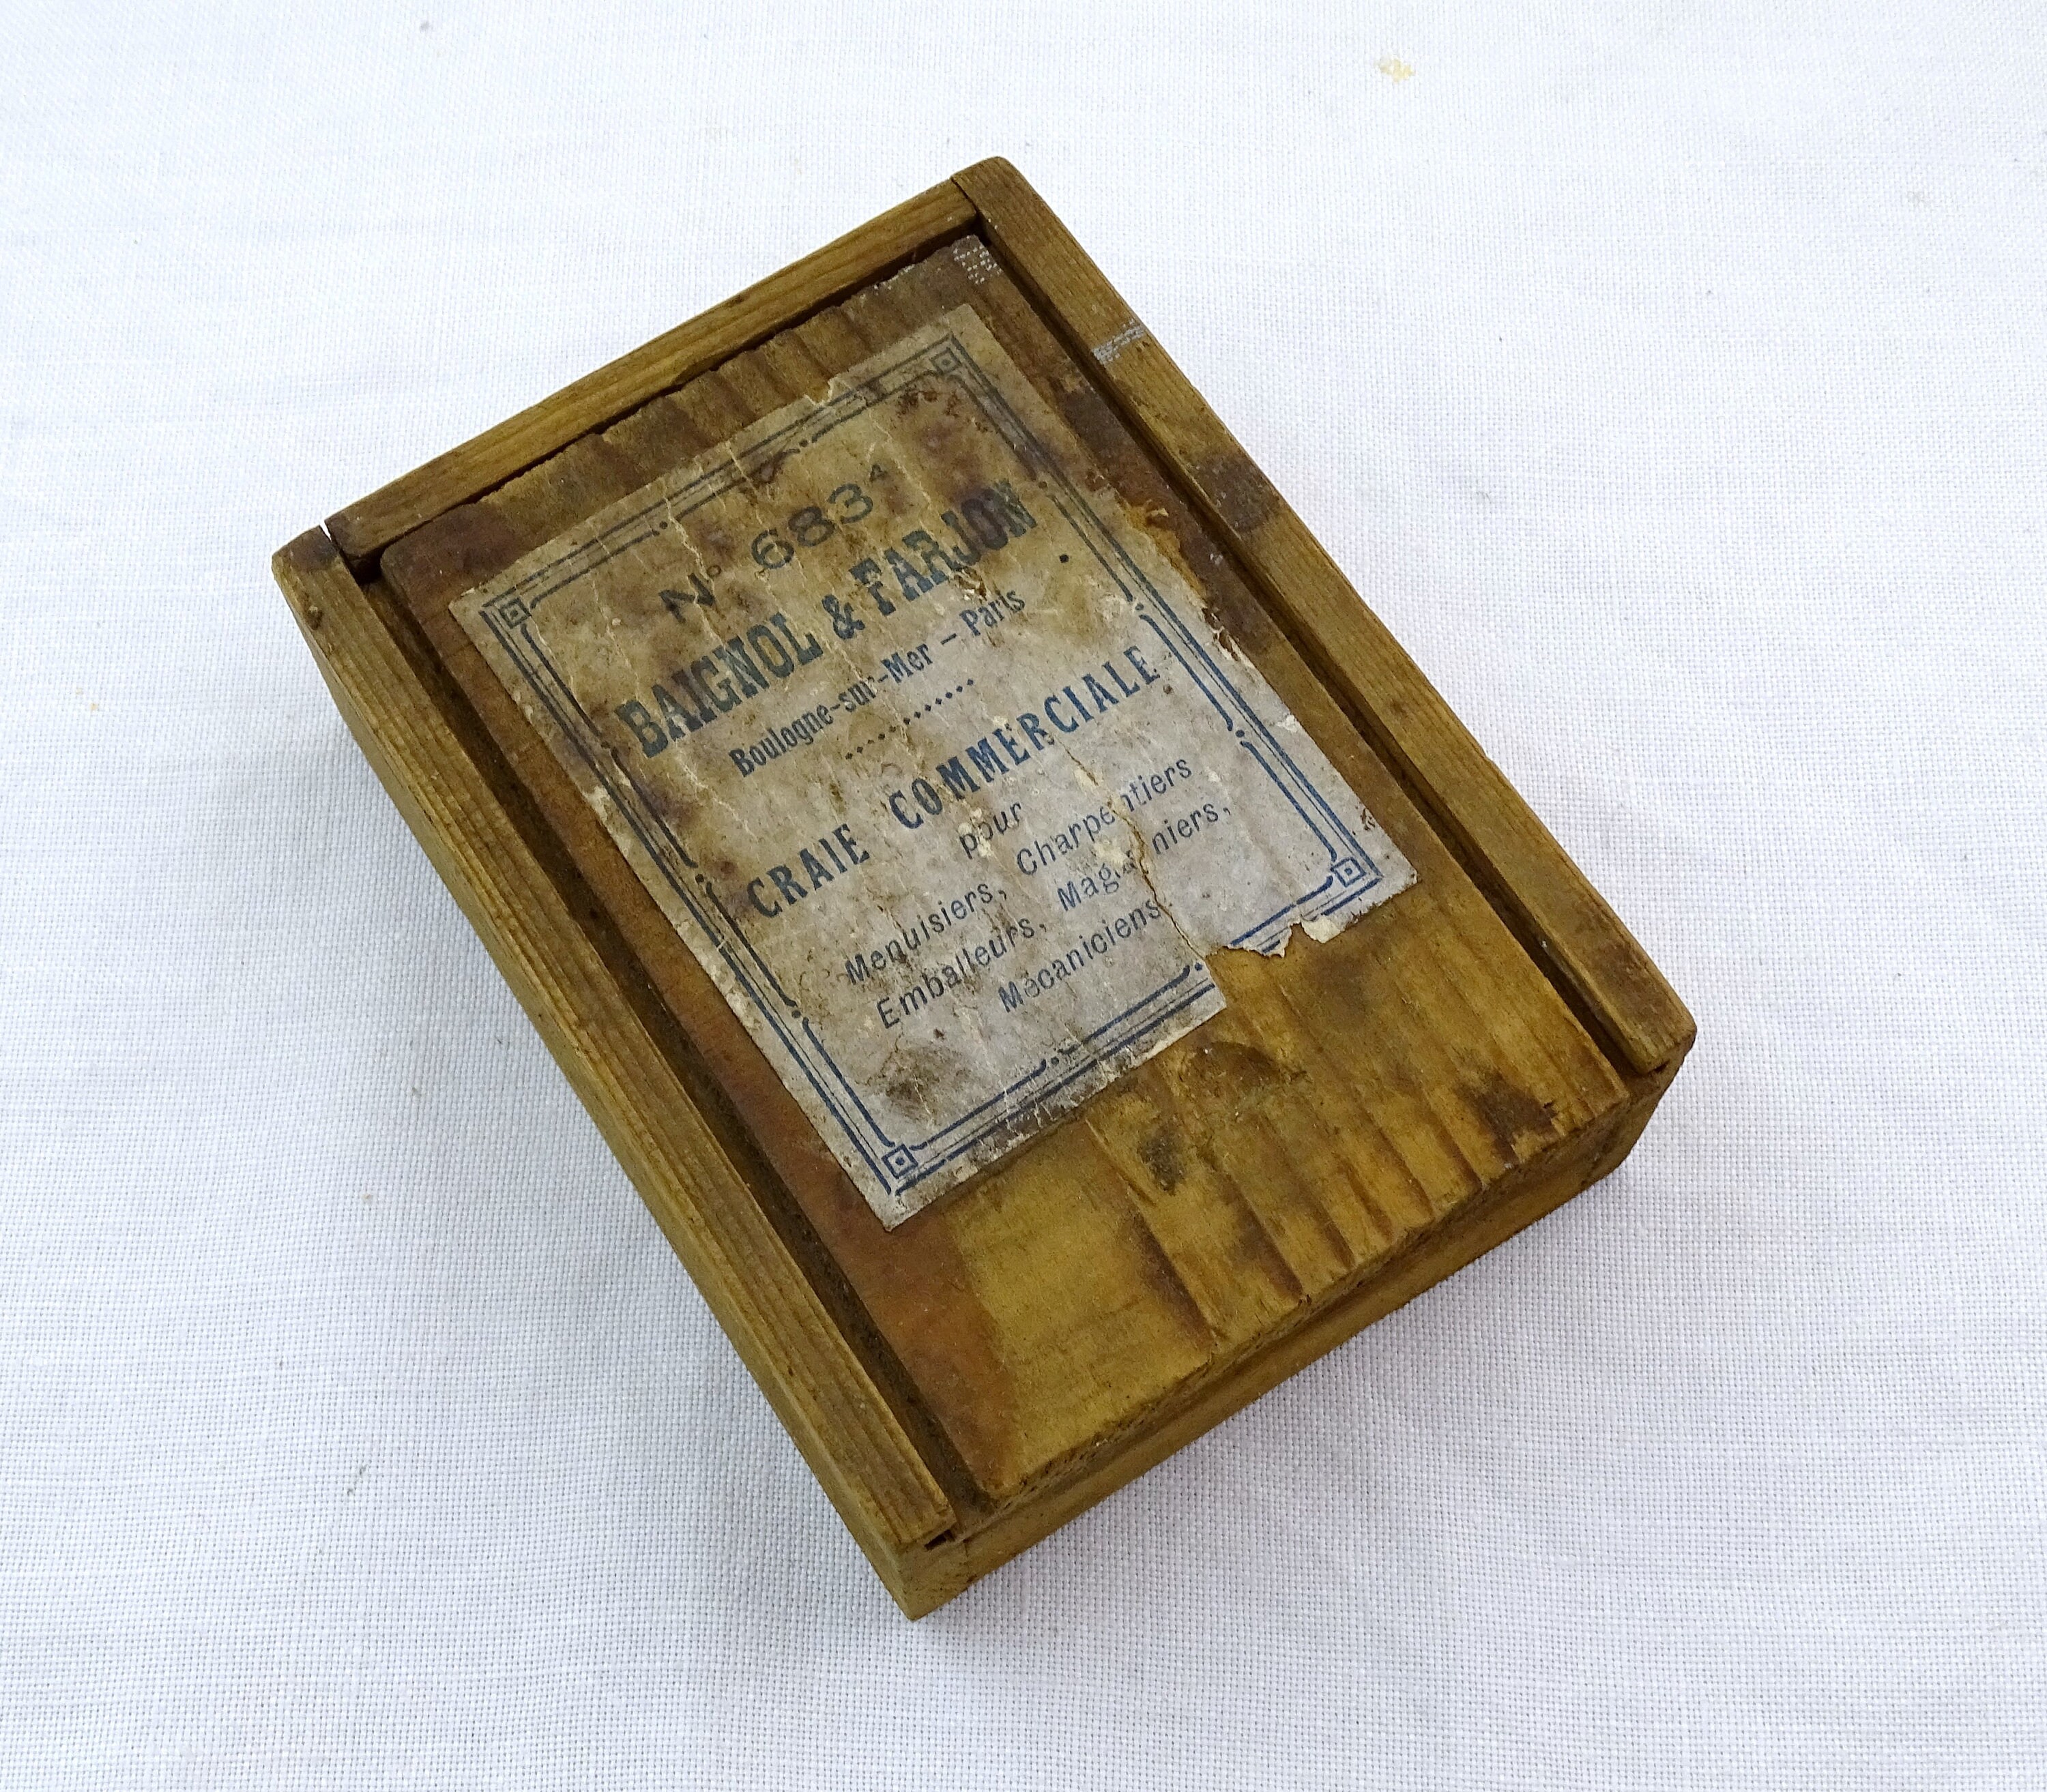 N° 683⁴
BAIGNOL & FARJON
Boulogne-sur-Mer - Paris
CRAIE COMMERCIALE
pour
Menuisiers, Charpentiers
Emballeurs, Magasiniers,
Mécaniciens